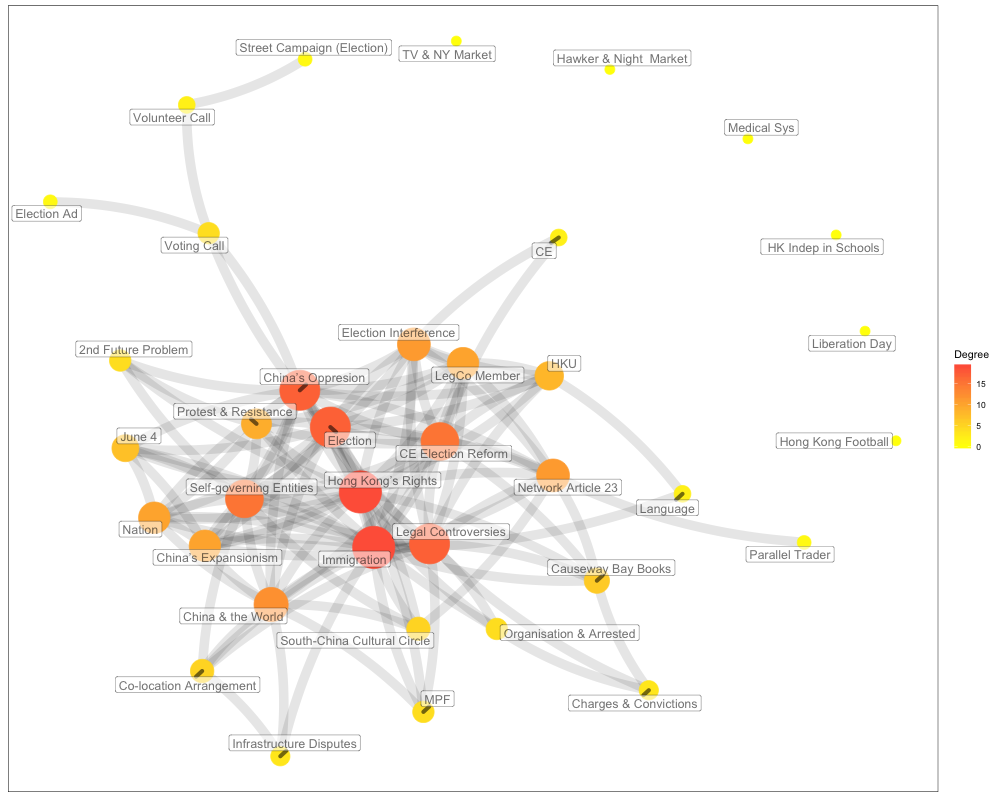 Street Campaign (Election)
TV & NY Market
Hawker & Night  Market
Volunteer Call
Medical Sys
Election Ad
Voting Call
CE
HK Indep in Schools
Election Interference
2nd Future Problem
Liberation Day
HKU
China's Oppresion
LegCo Member
Degree
15
10
5
0
Protest & Resistance
June 4
Election
Hong Kong Football
CE Election Reform
Hong Kong's Rights
Self-governing Entities
Network Article 23
Language
Nation
Legal Controversies
China's Expansionism
Immigration
Parallel Trader
Causeway Bay Books
China & the World
South-China Cultural Circle
Organisation & Arrested
Co-location Arrangement
MPF
Charges & Convictions
Infrastructure Disputes